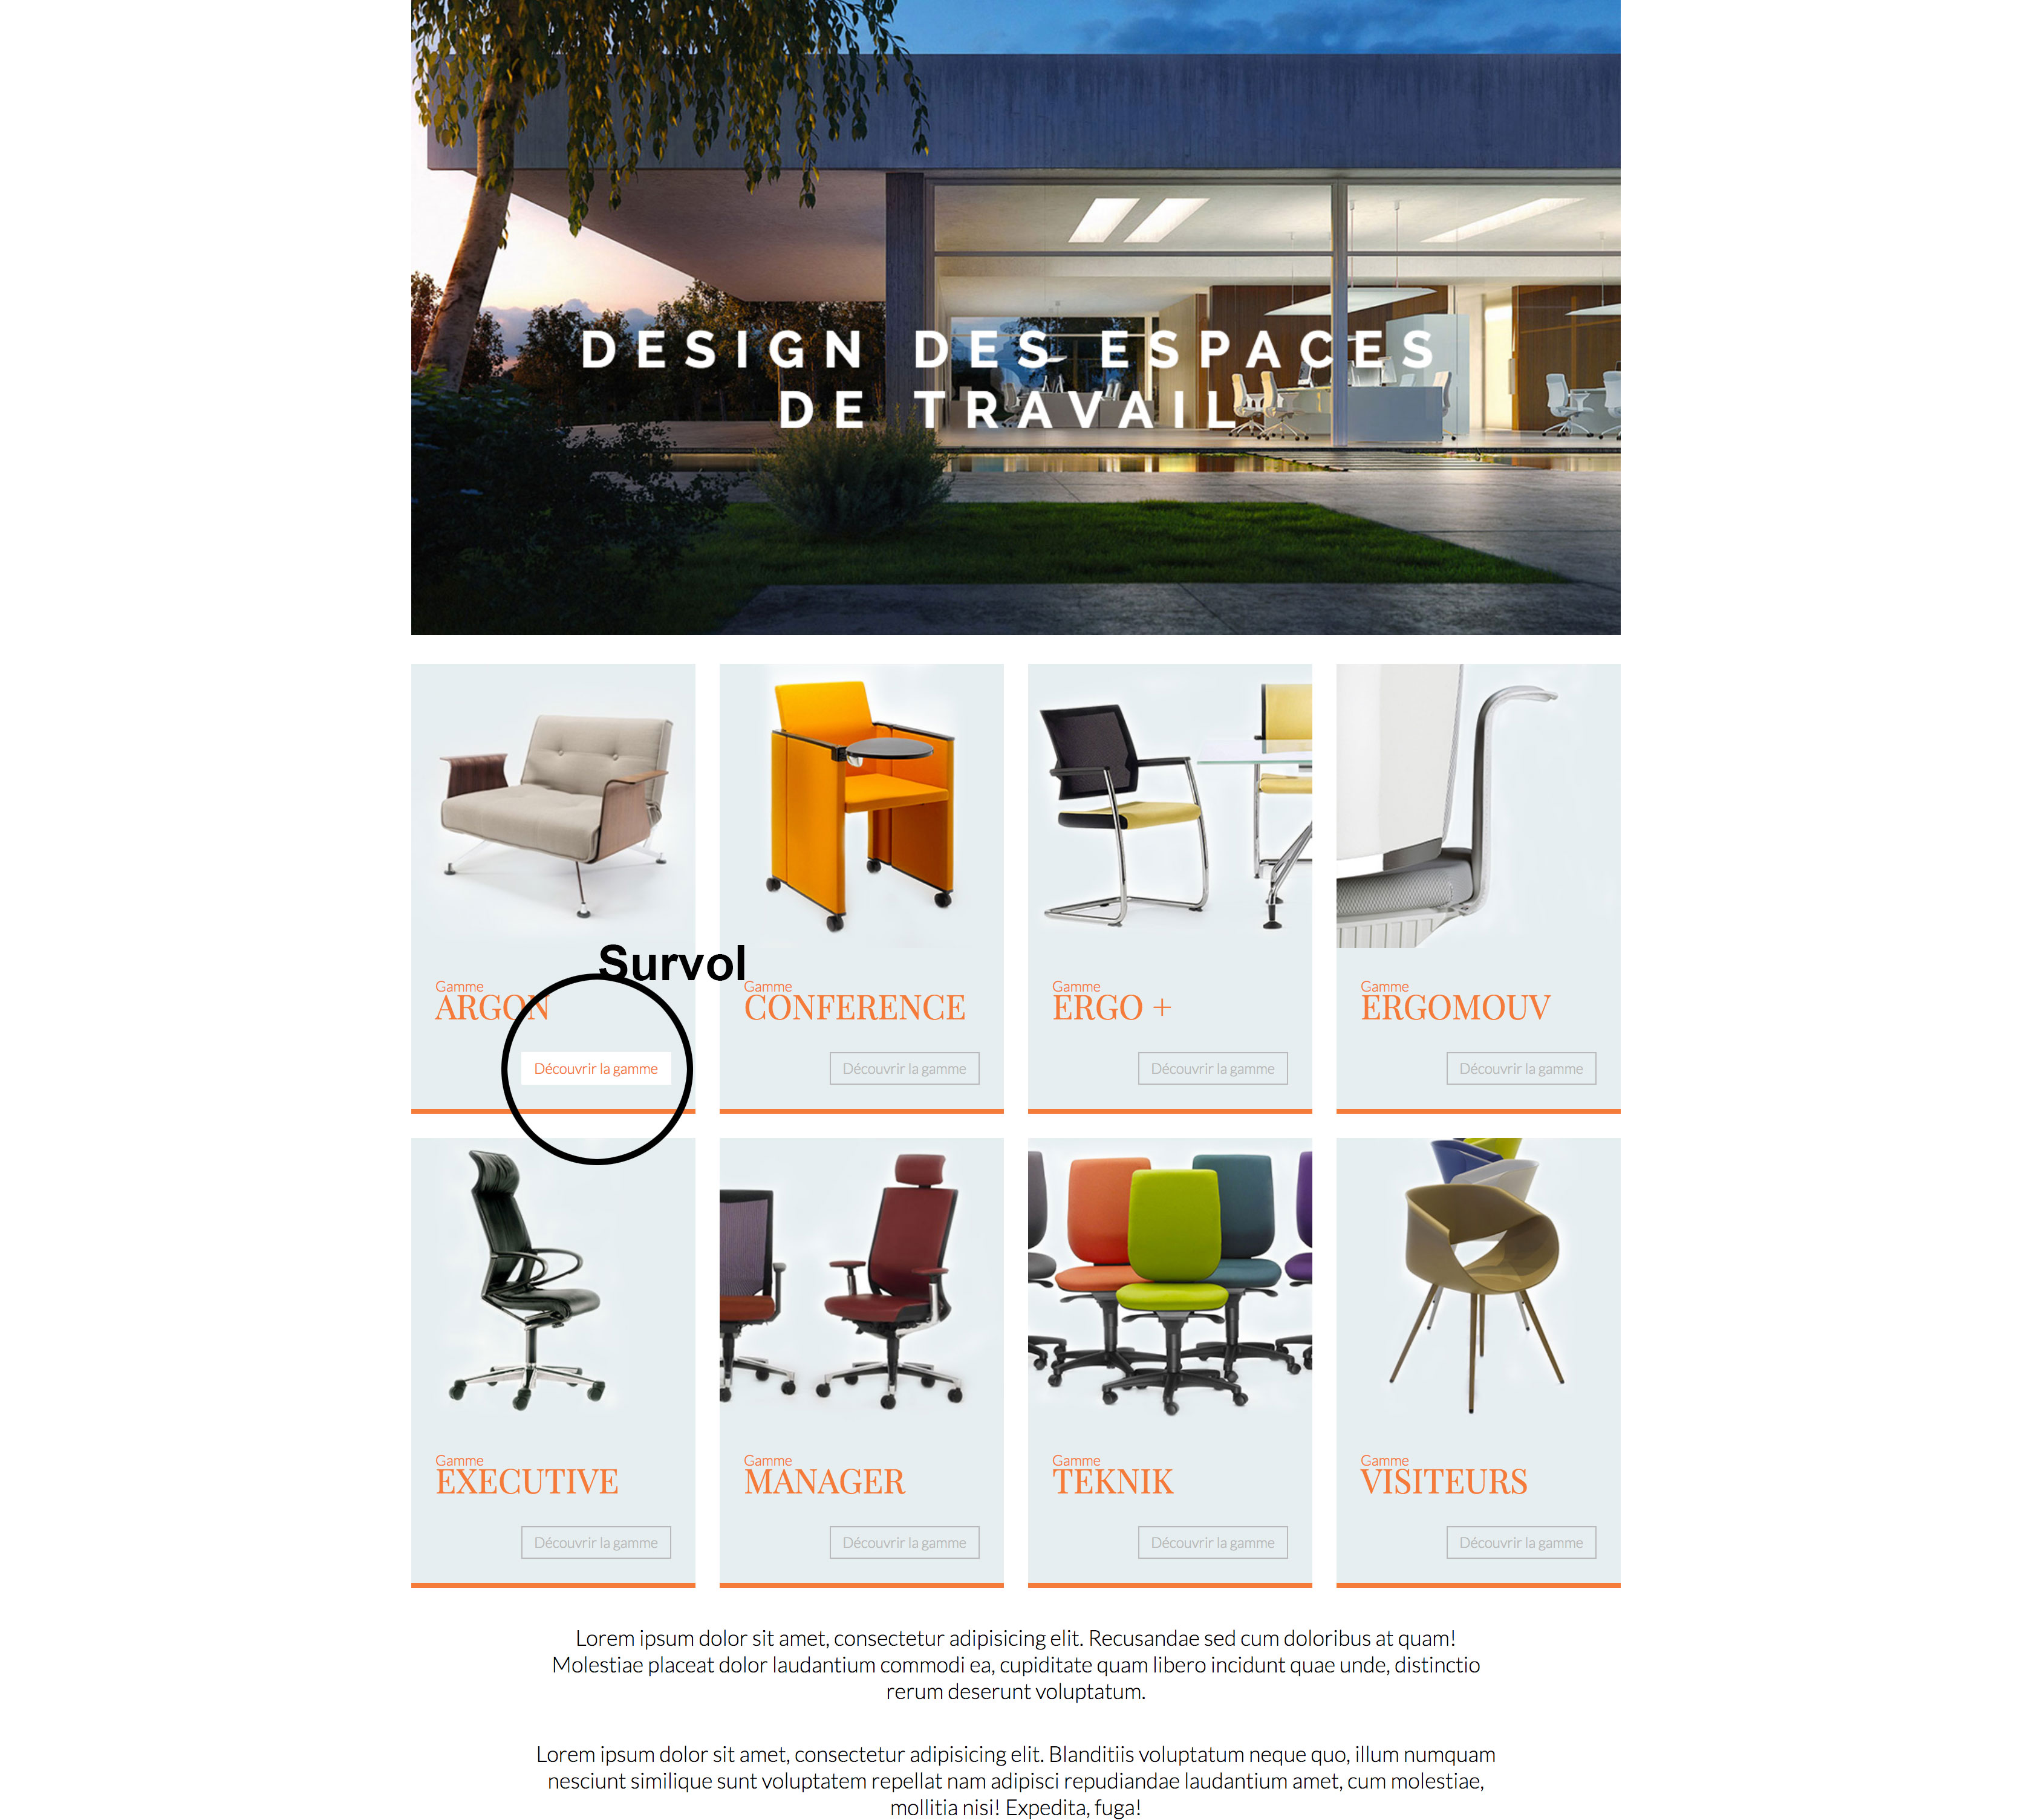 DESIGN DES ESPACES
DE TRAVAIL
Survol
Gamme
ARGON
Découvrir la gamme
Gamme
CONFERENCE
Découvrir la gamme
Gamme
ERGO +
Découvrir la gamme
Gamme
ERGOMOUV
Découvrir la gamme
Gamme
EXECUTIVE
Découvrir la gamme
Gamme
MANAGER
Découvrir la gamme
Gamme
TEKNIK
Découvrir la gamme
Gamme
VISITEURS
Découvrir la gamme
Lorem ipsum dolor sit amet, consectetur adipisicing elit. Recusandae sed cum doloribus at quam!
Molestiae placeat dolor laudantium commodi ea, cupiditate quam libero incidunt quae unde, distinctio
rerum deserunt voluptatum.
Lorem ipsum dolor sit amet, consectetur adipisicing elit. Blanditiis voluptatum neque quo, illum numquam
nesciunt similique sunt voluptatem repellat nam adipisci repudiandae laudantium amet, cum molestiae,
mollitia nisi! Expedita, fuga!